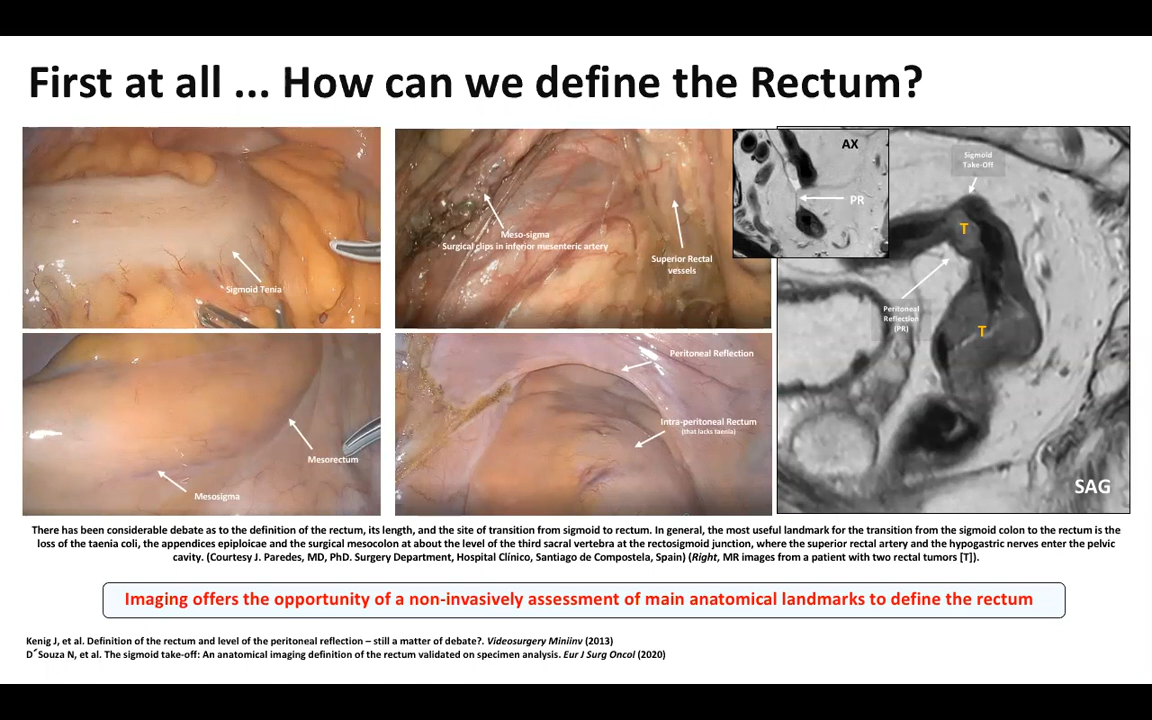 First at all ... How can we define the Rectum?
Sigmoid Tenia
Meso-sigma
Surgical clips in inferior mesenteric artery
Superior Rectal
vessels
AX
PR
Sigmoid
Take-Off
T
Peritoneal
Reflection
(PR)
T
SAG
Mesorectum
Mesosigma
Peritoneal Reflection
Intra-peritoneal Rectum
(that lacks taenia)
There has been considerable debate as to the definition of the rectum, its length, and the site of transition from sigmoid to rectum. In general, the most useful landmark for the transition from the sigmoid colon to the rectum is the
loss of the taenia coli, the appendices epiploicae and the surgical mesocolon at about the level of the third sacral vertebra at the rectosigmoid junction, where the superior rectal artery and the hypogastric nerves enter the pelvic
cavity. (Courtesy J. Paredes, MD, PhD. Surgery Department, Hospital Clínico, Santiago de Compostela, Spain) (Right, MR images from a patient with two rectal tumors [T]).
Imaging offers the opportunity of a non-invasively assessment of main anatomical landmarks to define the rectum
Kenig J, et al. Definition of the rectum and level of the peritoneal reflection – still a matter of debate?. Videosurgery Miniinv (2013)
D´Souza N, et al. The sigmoid take-off: An anatomical imaging definition of the rectum validated on specimen analysis. Eur J Surg Oncol (2020)